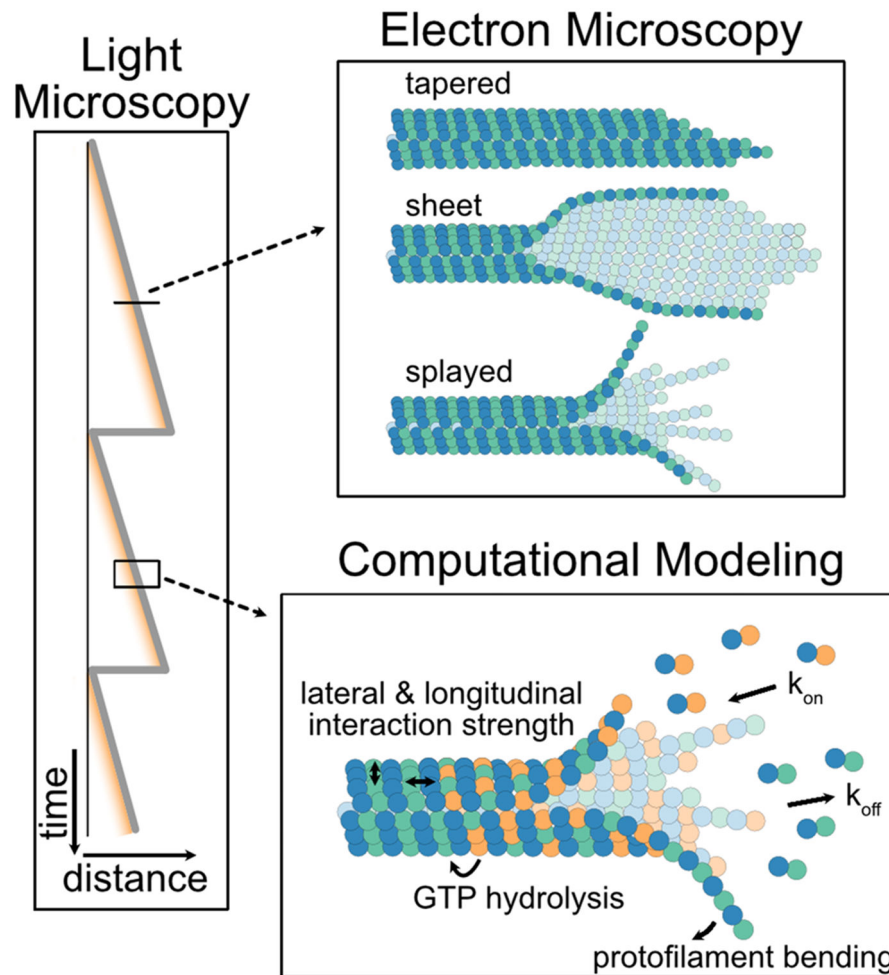 Light
Microscopy
time
distance
Electron Microscopy
tapered
sheet
splayed
Computational Modeling
lateral & longitudinal
interaction strength
kon
koff
GTP hydrolysis
protofilament bending